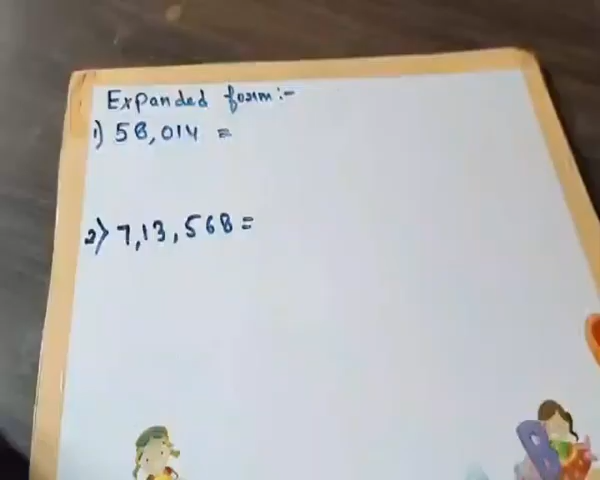 Expanded form:-
1) 58,014 =
2) 7,13,568=
B